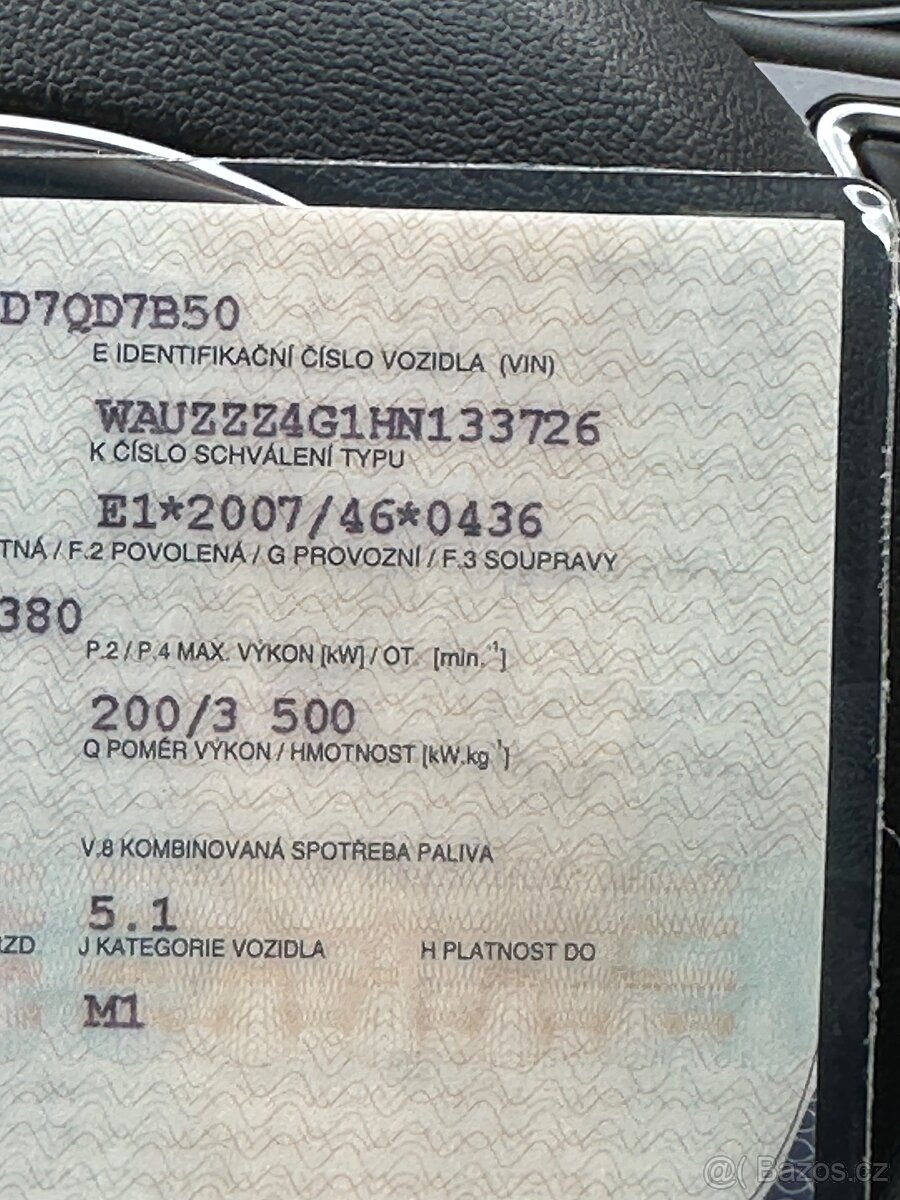 D7QD7B50
E IDENTIFIKAČNÍ ČÍSLO VOZIDLA (VIN)
WAUZZZ4G1HN133726
K ČÍSLO SCHVÁLENÍ TYPU
E1*2007/46*0436
TNÁ / F.2 POVOLENÁ / G PROVOZNÍ / F.3 SOUPRAVY
380
P.2 / P.4 MAX. VÝKON [kW] / OT. [min.⁻¹]
200/3 500
Q POMĚR VÝKON / HMOTNOST [kW.kg⁻¹]
V.8 KOMBINOVANÁ SPOTŘEBA PALIVA
5.1
ZD J KATEGORIE VOZIDLA H PLATNOST DO
M1
@( Bazos.cz